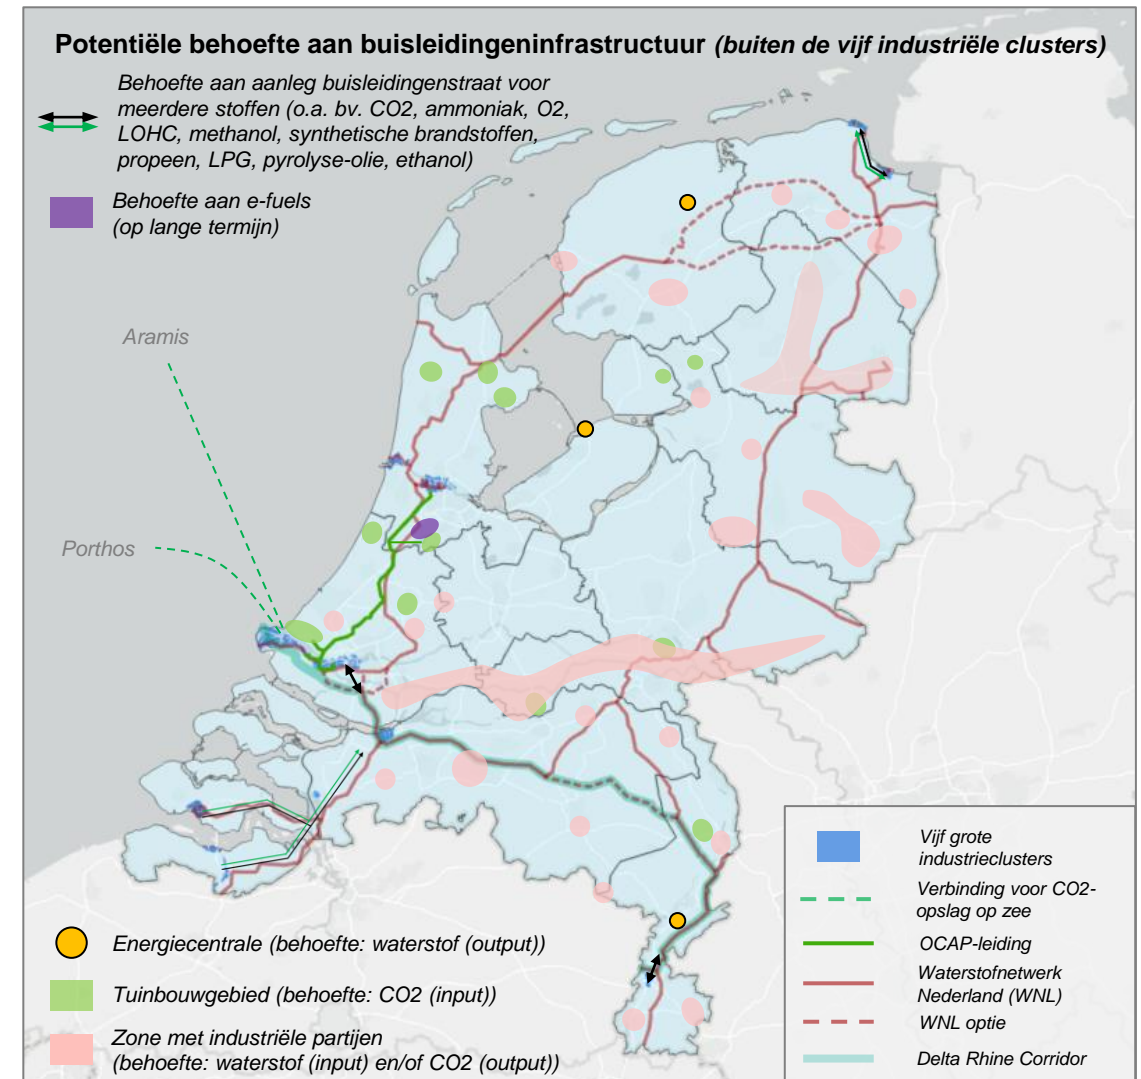 Potentiële behoefte aan buisleidingeninfrastructuur (buiten de vijf industriële clusters)
Behoefte aan aanleg buisleidingenstraat voor
meerdere stoffen (o.a. bv. CO2, ammoniak, O2,
LOHC, methanol, synthetische brandstoffen,
propeen, LPG, pyrolyse-olie, ethanol)
Behoefte aan e-fuels
(op lange termijn)
Aramis
Porthos
Energiecentrale (behoefte: waterstof (output))
Tuinbouwgebied (behoefte: CO2 (input))
Zone met industriële partijen
(behoefte: waterstof (input) en/of CO2 (output))
Vijf grote
industrieclusters
Verbinding voor CO2-
opslag op zee
OCAP-leiding
Waterstofnetwerk
Nederland (WNL)
WNL optie
Delta Rhine Corridor